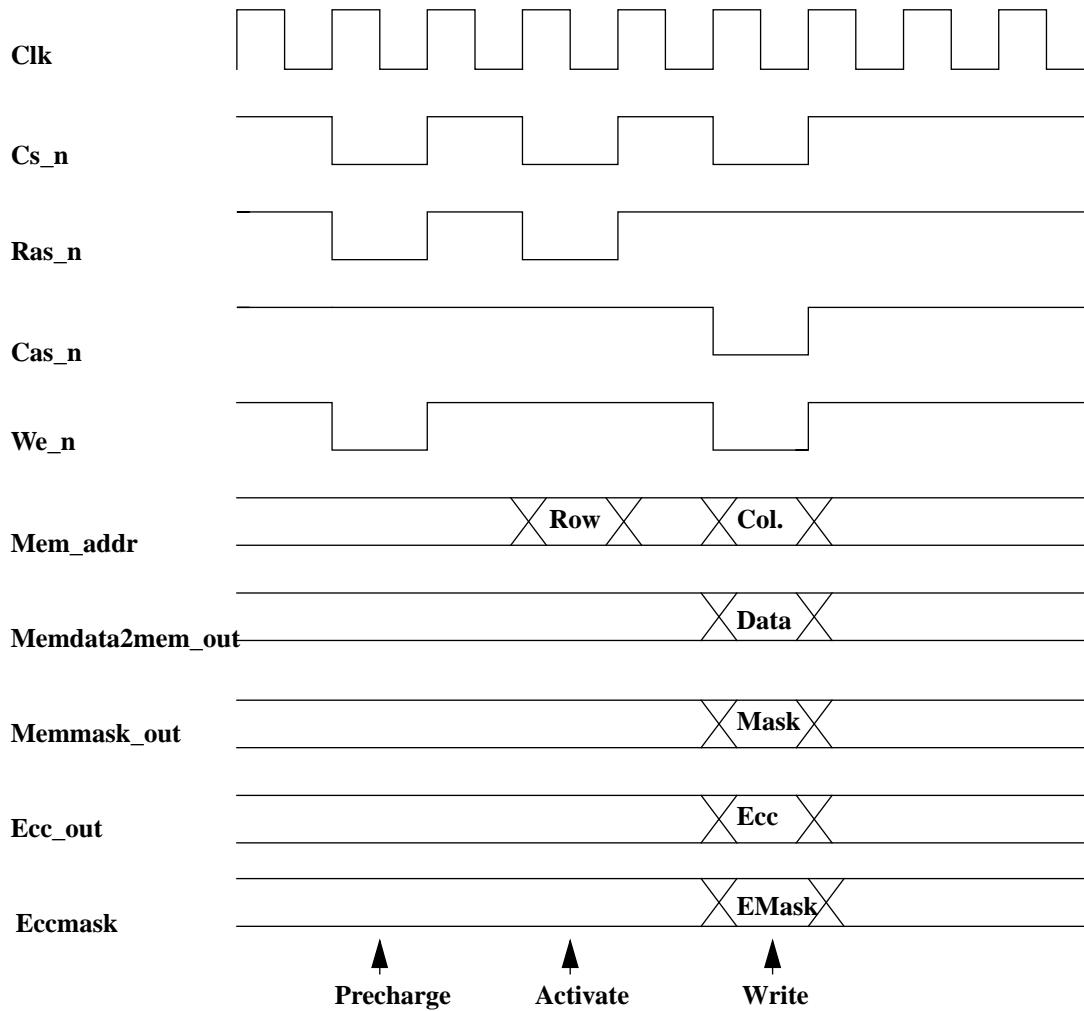 Clk
Cs_n
Ras_n
Cas_n
We_n
Mem_addr
Row
Col.
Memdata2mem_out
Data
Memmask_out
Mask
Ecc_out
Ecc
Eccmask
EMask
Precharge
Activate
Write